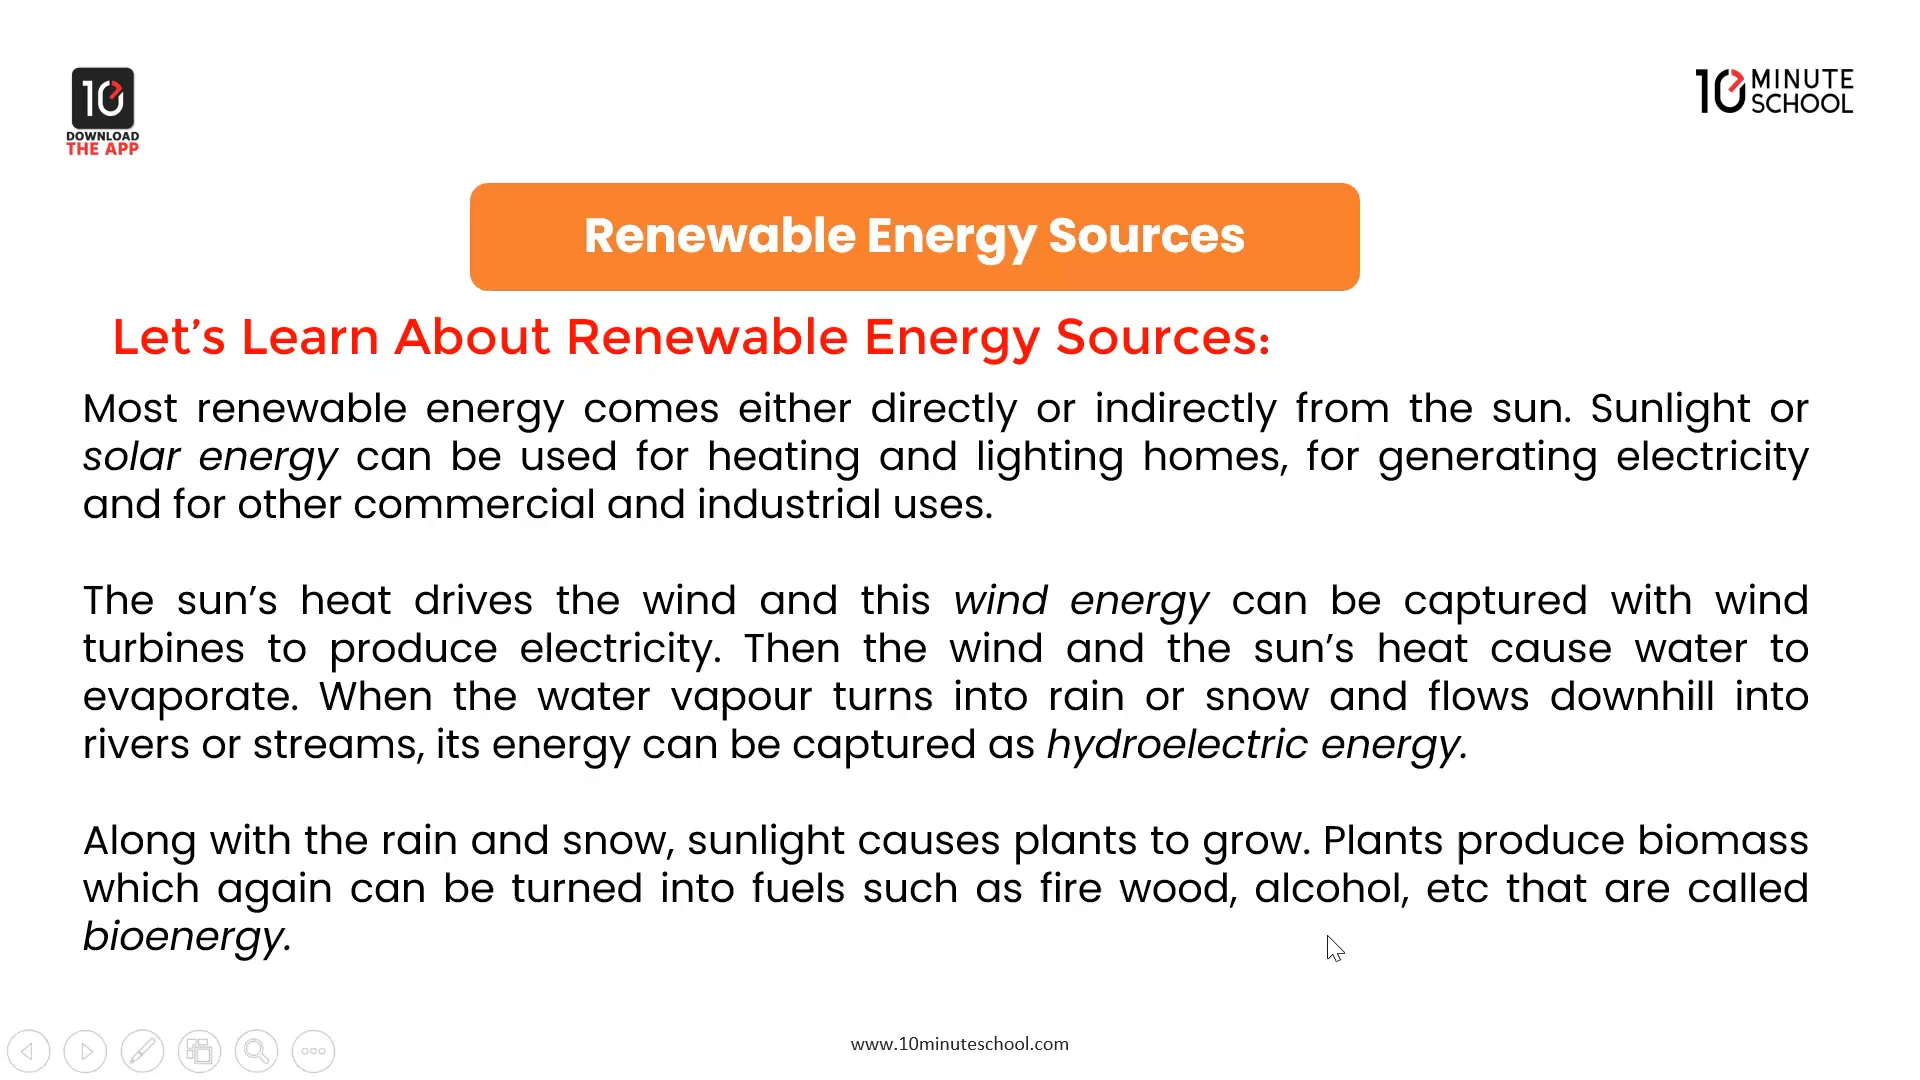 10
DOWNLOAD
THE APP
10 MINUTE
SCHOOL
Renewable Energy Sources
Let’s Learn About Renewable Energy Sources:
Most renewable energy comes either directly or indirectly from the sun. Sunlight or
solar energy can be used for heating and lighting homes, for generating electricity
and for other commercial and industrial uses.
The sun’s heat drives the wind and this wind energy can be captured with wind
turbines to produce electricity. Then the wind and the sun’s heat cause water to
evaporate. When the water vapour turns into rain or snow and flows downhill into
rivers or streams, its energy can be captured as hydroelectric energy.
Along with the rain and snow, sunlight causes plants to grow. Plants produce biomass
which again can be turned into fuels such as fire wood, alcohol, etc that are called
bioenergy.
www.10minuteschool.com